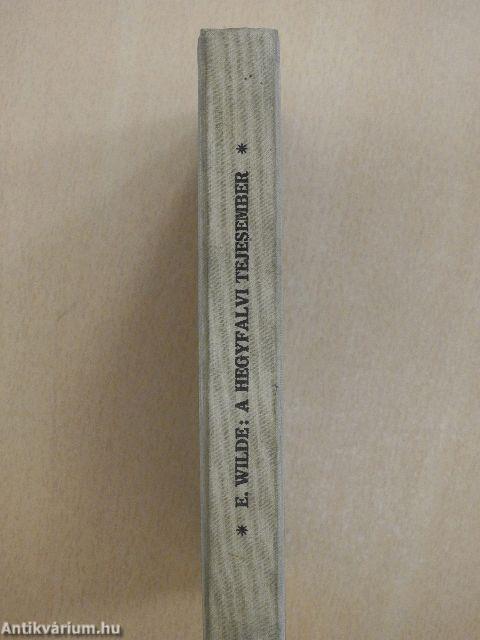 * E. WILDE: A HEGYFALVI TEJESEMBER *
Antikvárium.hu